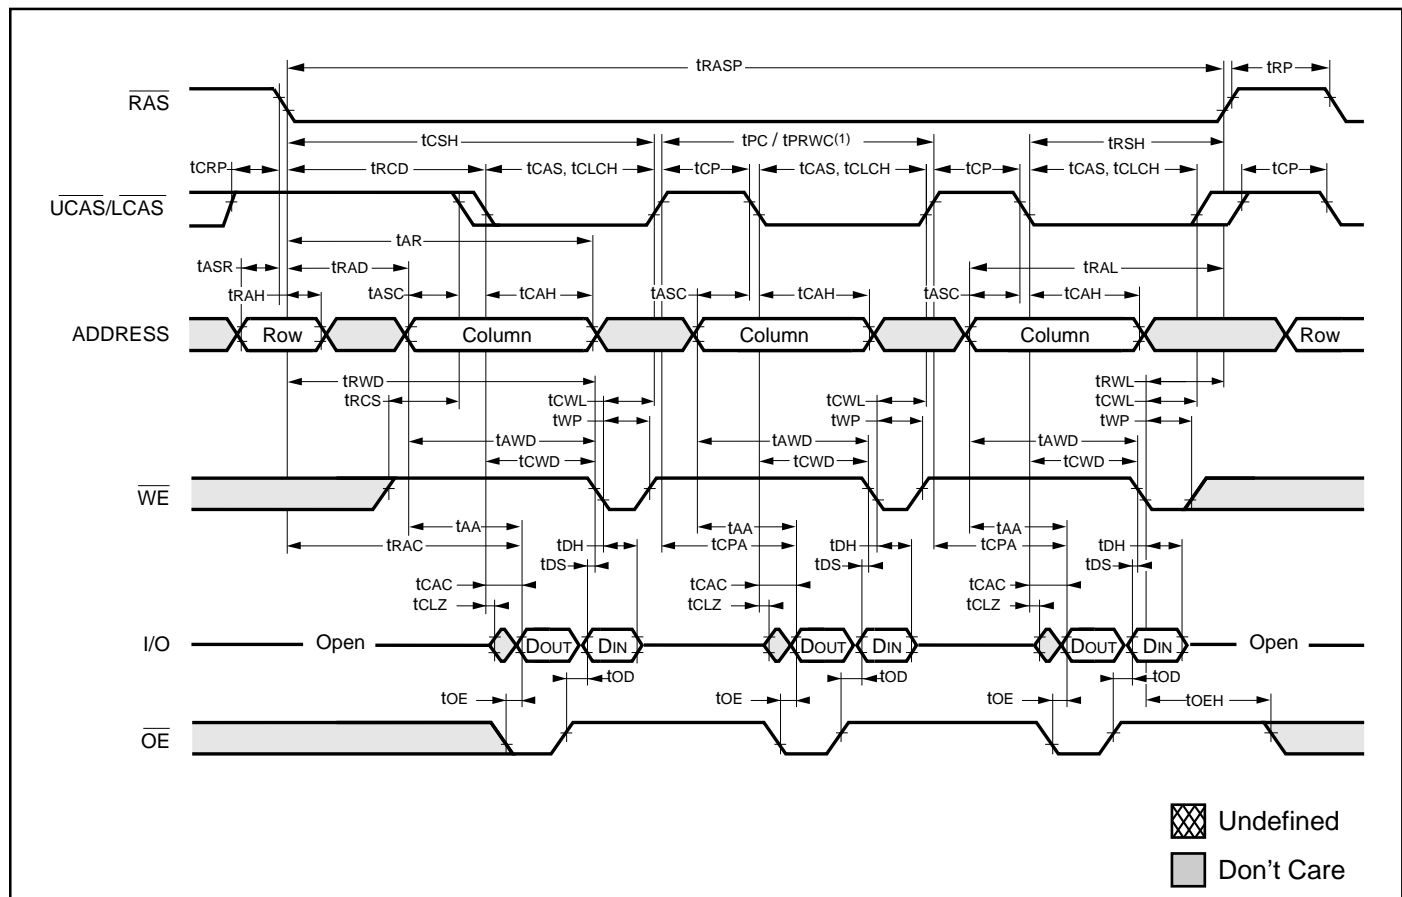 tRASP
tRP
RAS
tCSH
tPC / tPRWC(1)
tRSH
tCRP
tRCD
tCAS, tCLCH
tCP
tCAS, tCLCH
tCP
tCAS, tCLCH
tCP
UCAS/LCAS
tAR
tASR
tRAD
tRAL
tRAH
tASC
tCAH
tASC
tCAH
tASC
tCAH
ADDRESS
Row
Column
Column
Column
Row
tRWD
tRWL
tRCS
tCWL
tCWL
tCWL
tWP
tWP
tWP
tAWD
tAWD
tAWD
tCWD
tCWD
tCWD
WE
tAA
tAA
tAA
tRAC
tDH
tCPA
tDH
tCPA
tDH
tDS
tDS
tDS
tCAC
tCAC
tCAC
tCLZ
tCLZ
tCLZ
I/O
Open
DOUT
DIN
DOUT
DIN
DOUT
DIN
Open
tOD
tOD
tOD
tOE
tOE
tOE
tOEH
OE
Undefined
Don't Care